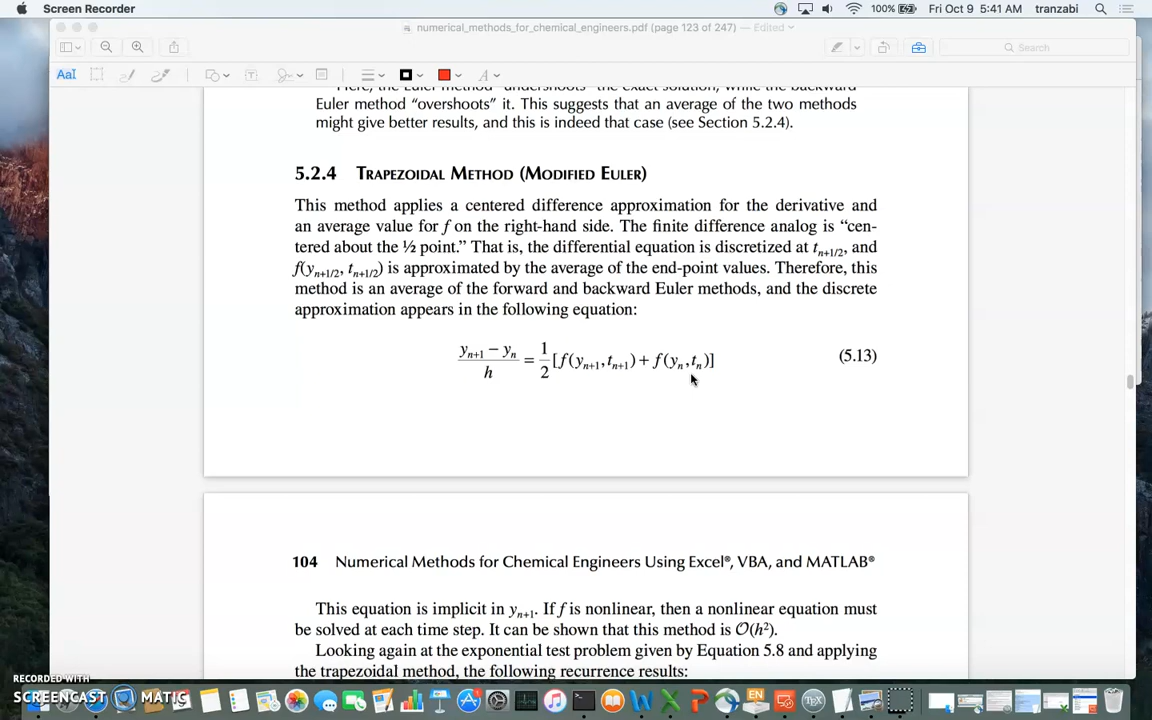 Screen Recorder
100%
Fri Oct 9 5:41 AM
tranzabi
numerical_methods_for_chemical_engineers.pdf (page 123 of 247) — Edited
Search
Euler method “overshoots” it. This suggests that an average of the two methods
might give better results, and this is indeed that case (see Section 5.2.4).
5.2.4 Trapezoidal Method (Modified Euler)
This method applies a centered difference approximation for the derivative and
an average value for f on the right-hand side. The finite difference analog is “cen-
tered about the ½ point.” That is, the differential equation is discretized at tn+1/2, and
f(yn+1/2, tn+1/2) is approximated by the average of the end-point values. Therefore, this
method is an average of the forward and backward Euler methods, and the discrete
approximation appears in the following equation:
(yn+1 − yn)/h = 1/2 [f(yn+1, tn+1) + f(yn, tn)] (5.13)
104 Numerical Methods for Chemical Engineers Using Excel®, VBA, and MATLAB®
This equation is implicit in yn+1. If f is nonlinear, then a nonlinear equation must
be solved at each time step. It can be shown that this method is O(h²).
Looking again at the exponential test problem given by Equation 5.8 and applying
the trapezoidal method, the following recurrence results:
RECORDED WITH
SCREENCAST MATIC